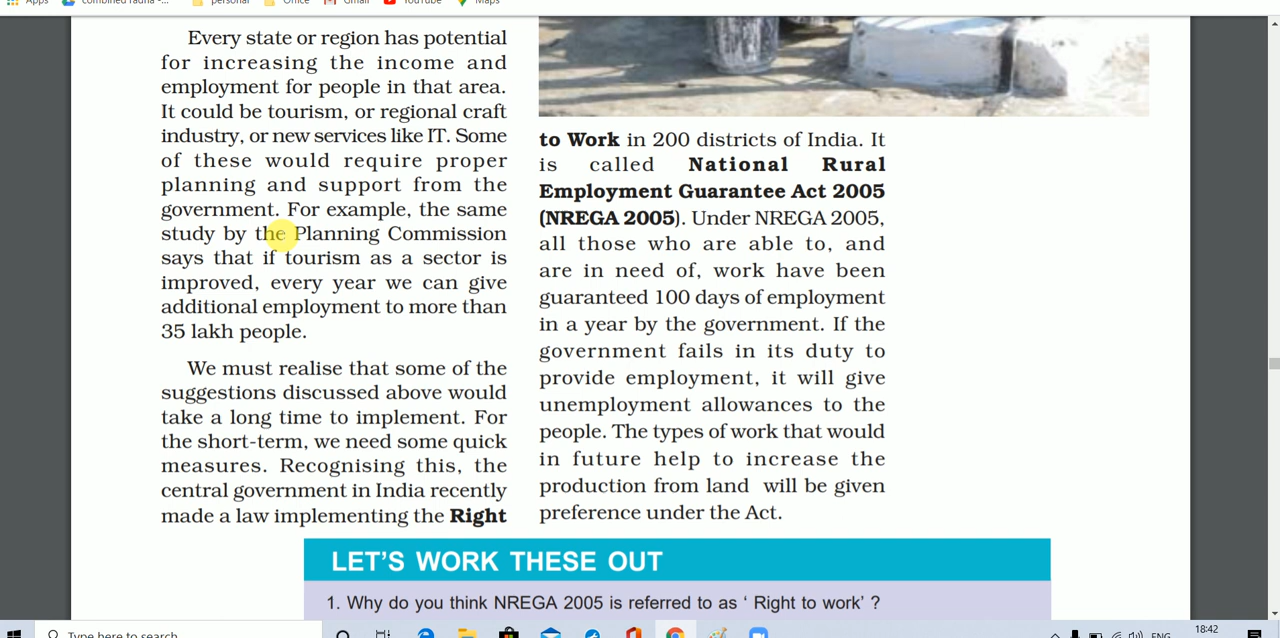 Apps combined radha -... personal Office Gmail YouTube Maps
Every state or region has potential
for increasing the income and
employment for people in that area.
It could be tourism, or regional craft
industry, or new services like IT. Some
of these would require proper
planning and support from the
government. For example, the same
study by the Planning Commission
says that if tourism as a sector is
improved, every year we can give
additional employment to more than
35 lakh people.
We must realise that some of the
suggestions discussed above would
take a long time to implement. For
the short-term, we need some quick
measures. Recognising this, the
central government in India recently
made a law implementing the Right
to Work in 200 districts of India. It
is called National Rural
Employment Guarantee Act 2005
(NREGA 2005). Under NREGA 2005,
all those who are able to, and
are in need of, work have been
guaranteed 100 days of employment
in a year by the government. If the
government fails in its duty to
provide employment, it will give
unemployment allowances to the
people. The types of work that would
in future help to increase the
production from land will be given
preference under the Act.
LET'S WORK THESE OUT
1. Why do you think NREGA 2005 is referred to as ‘ Right to work’ ?
Type here to search
ENG
18:42